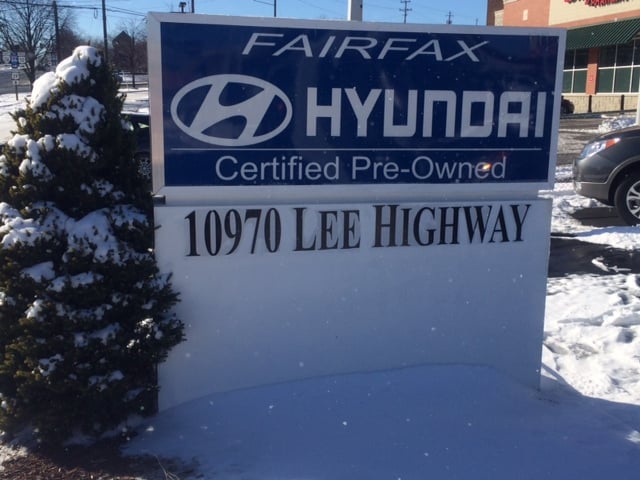 FAIRFAX
HYUNDAI
Certified Pre-Owned
10970 LEE HIGHWAY